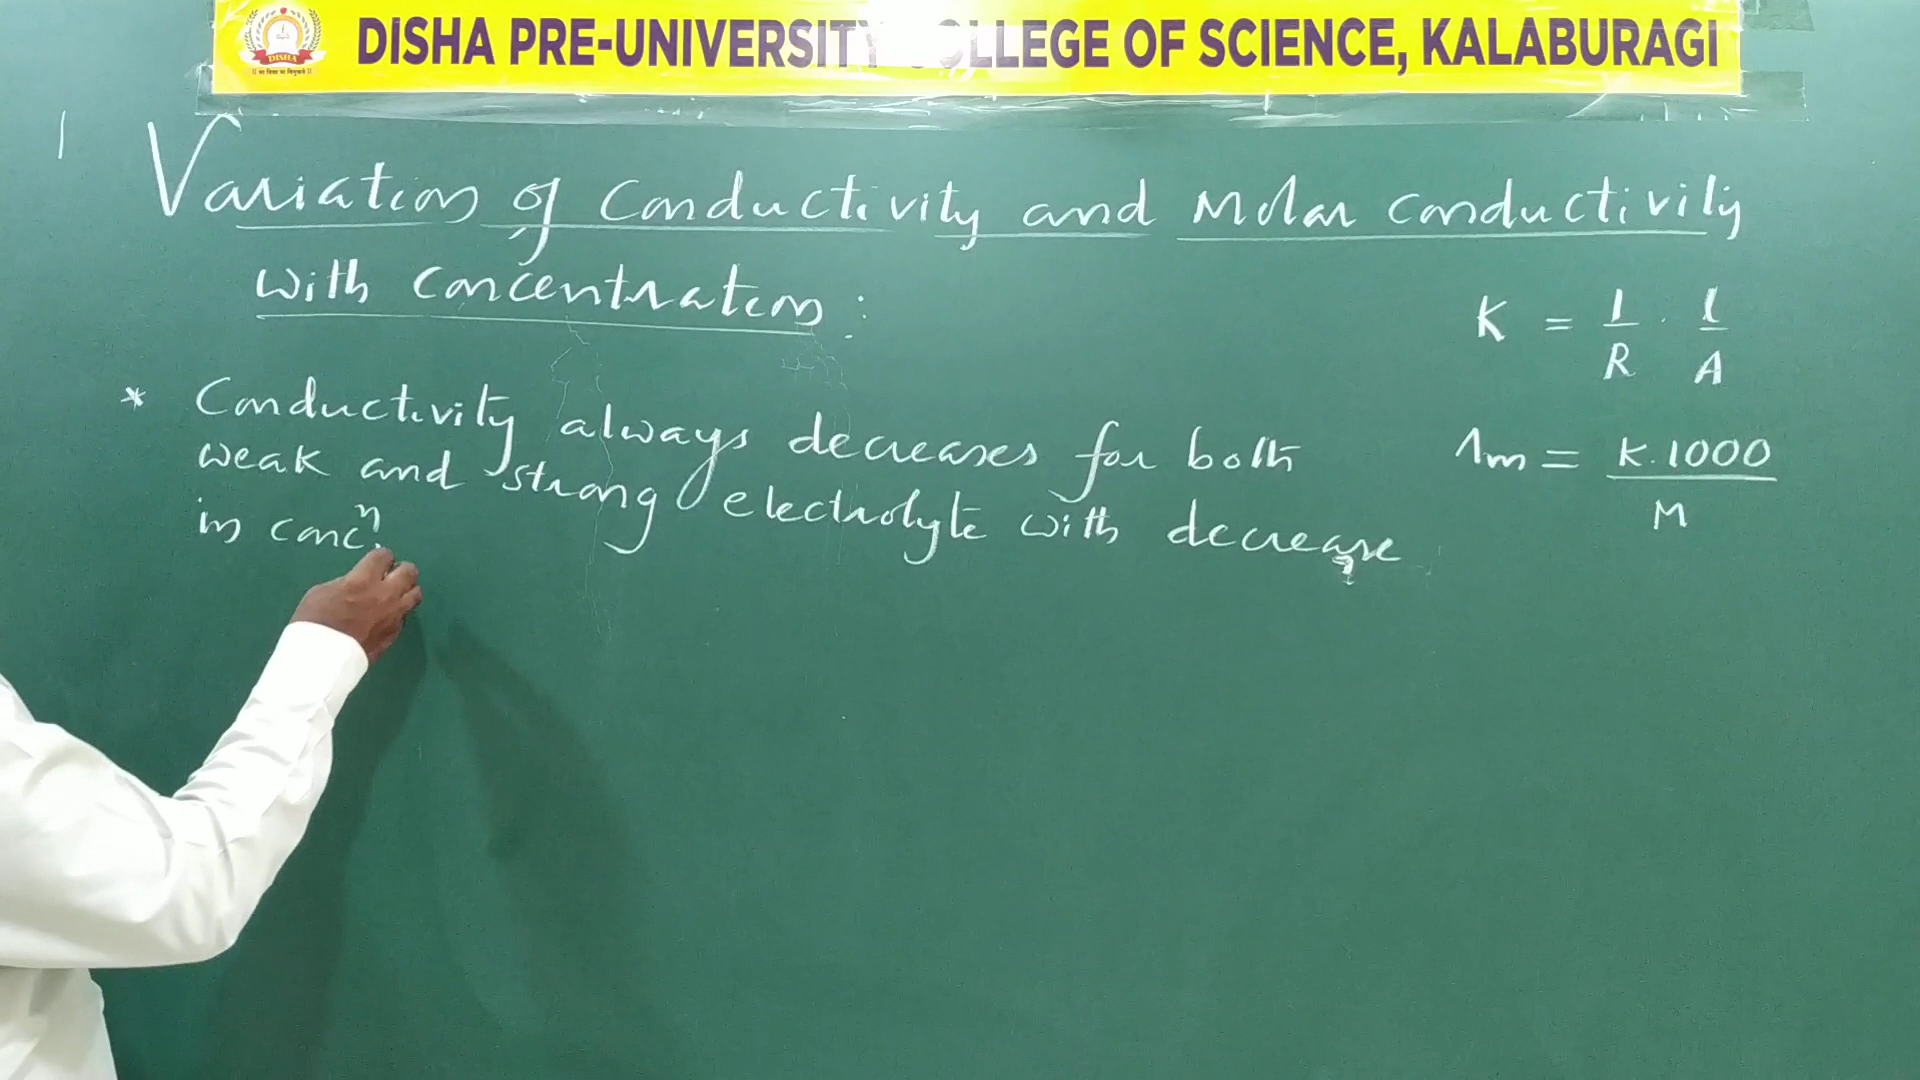 DISHA PRE-UNIVERSITY COLLEGE OF SCIENCE, KALABURAGI
DISHA
Variation of Conductivity and Molar Conductivity
with Concentration :
K = 1/R · l/A
* Conductivity always decreases for both
weak and strong electrolyte with decrease
in concⁿ.
Λm = K.1000/M